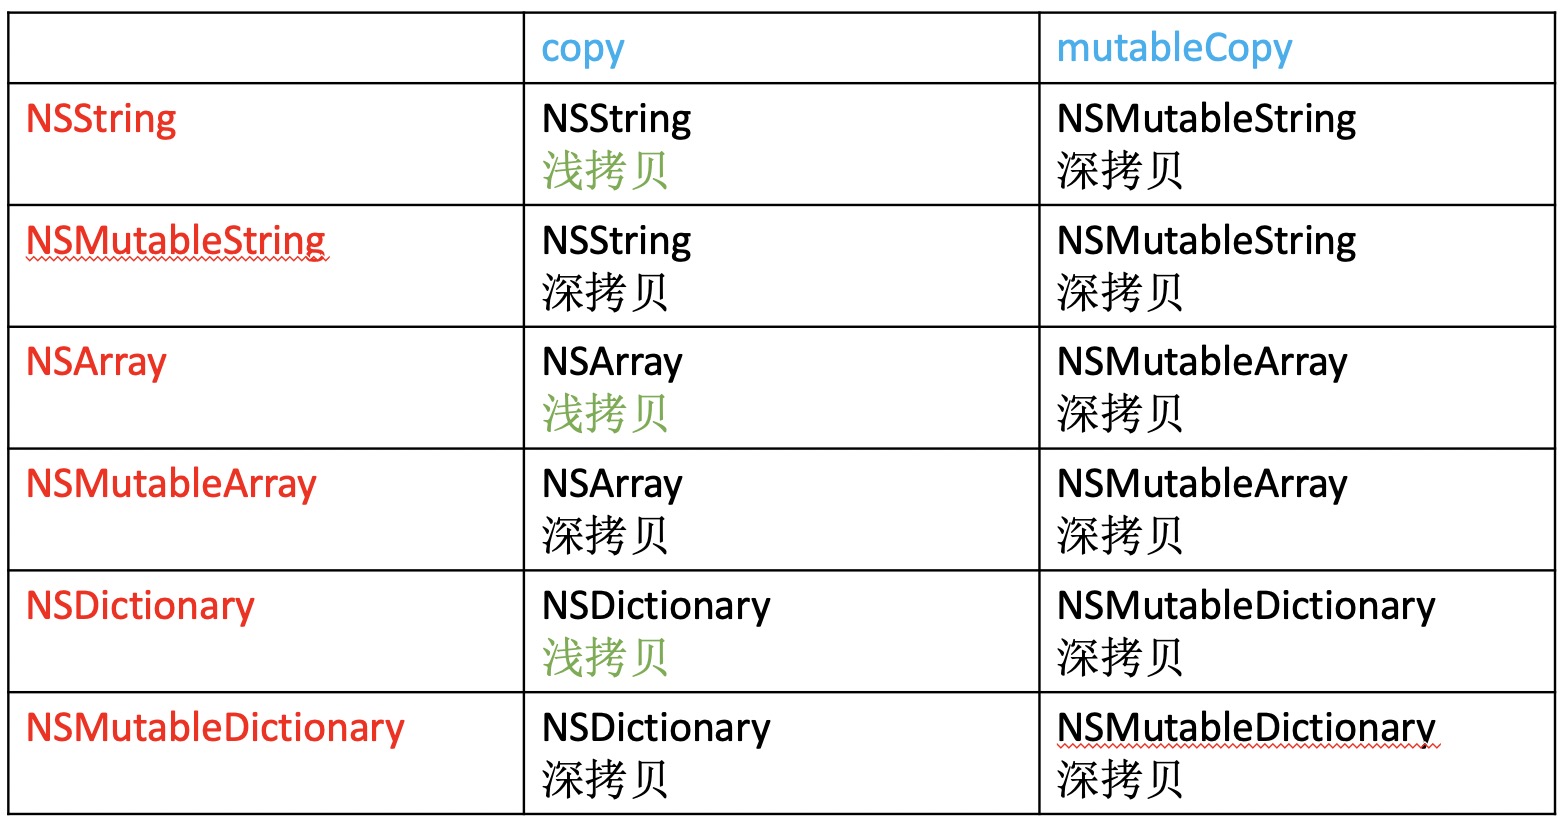 copy mutableCopy
NSString NSString NSMutableString
浅拷贝 深拷贝
NSMutableString NSString NSMutableString
深拷贝 深拷贝
NSArray NSArray NSMutableArray
浅拷贝 深拷贝
NSMutableArray NSArray NSMutableArray
深拷贝 深拷贝
NSDictionary NSDictionary NSMutableDictionary
浅拷贝 深拷贝
NSMutableDictionary NSDictionary NSMutableDictionary
深拷贝 深拷贝